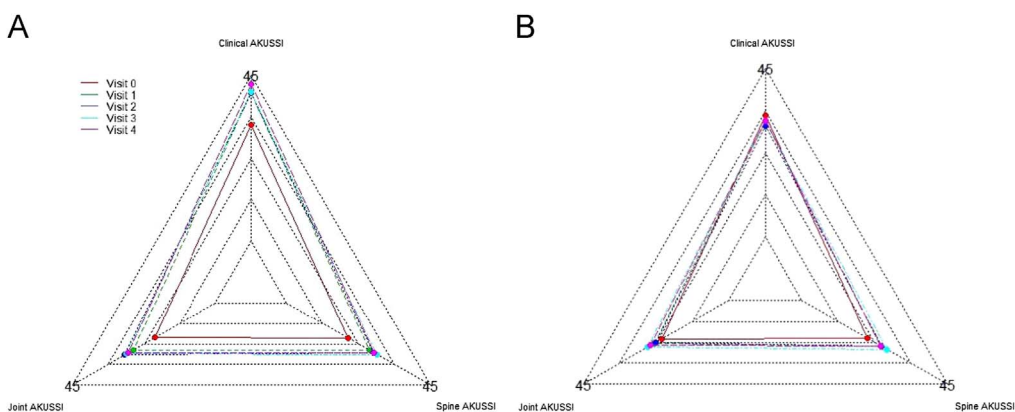 A
B
Clinical AKUSSI
Clinical AKUSSI
45
45
Visit 0
Visit 1
Visit 2
Visit 3
Visit 4
45
45
45
45
Joint AKUSSI
Spine AKUSSI
Joint AKUSSI
Spine AKUSSI